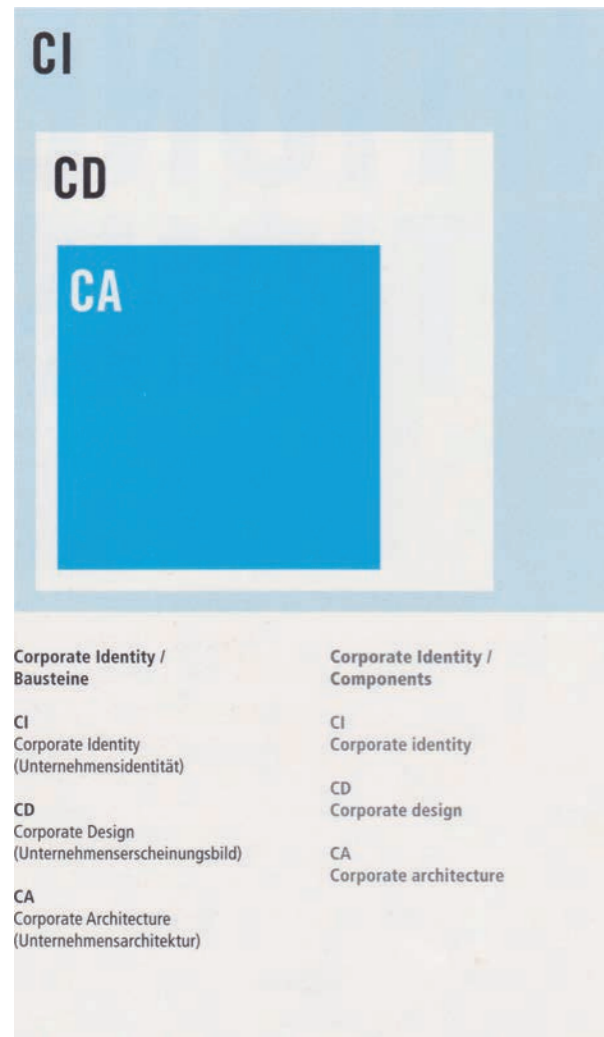 CI
CD
CA
Corporate Identity /
Bausteine
CI
Corporate Identity
(Unternehmensidentität)
CD
Corporate Design
(Unternehmenserscheinungsbild)
CA
Corporate Architecture
(Unternehmensarchitektur)
Corporate Identity /
Components
CI
Corporate identity
CD
Corporate design
CA
Corporate architecture